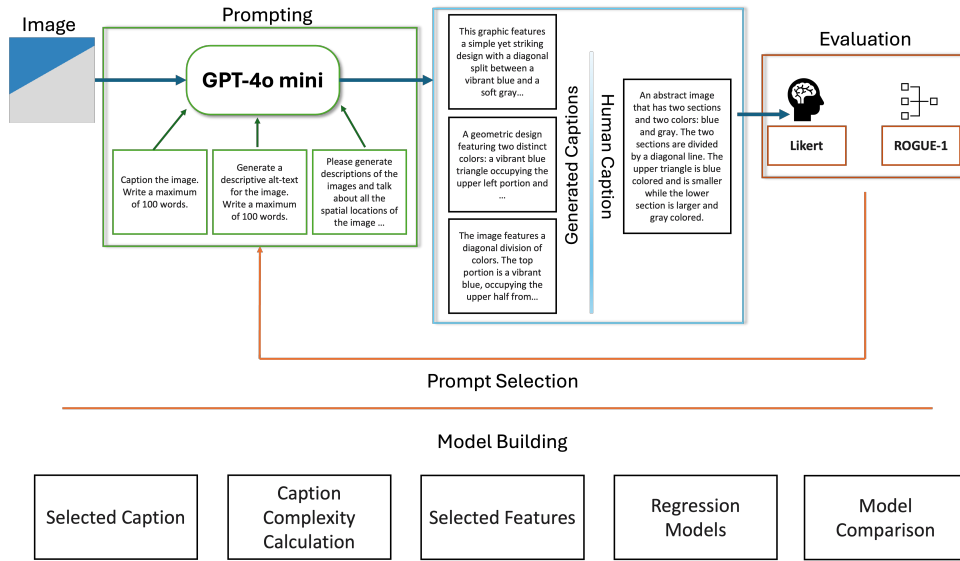 Image
Prompting
GPT-4o mini
Caption the image.
Write a maximum
of 100 words.
Generate a
descriptive alt-text
for the image.
Write a maximum
of 100 words.
Please generate
descriptions of the
images and talk
about all the
spatial locations of
the image ...
This graphic features
a simple yet striking
design with a diagonal
split between a
vibrant blue and a
soft gray...
A geometric design
featuring two distinct
colors: a vibrant blue
triangle occupying the
upper left portion and
...
The image features a
diagonal division of
colors. The top
portion is a vibrant
blue, occupying the
upper half from...
Generated Captions
Human Caption
An abstract image
that has two sections
and two colors: blue
and gray. The two
sections are divided
by a diagonal line. The
upper triangle is blue
colored and is smaller
while the lower
section is larger and
gray colored.
Evaluation
Likert
ROGUE-1
Prompt Selection
Model Building
Selected Caption
Caption
Complexity
Calculation
Selected Features
Regression
Models
Model
Comparison